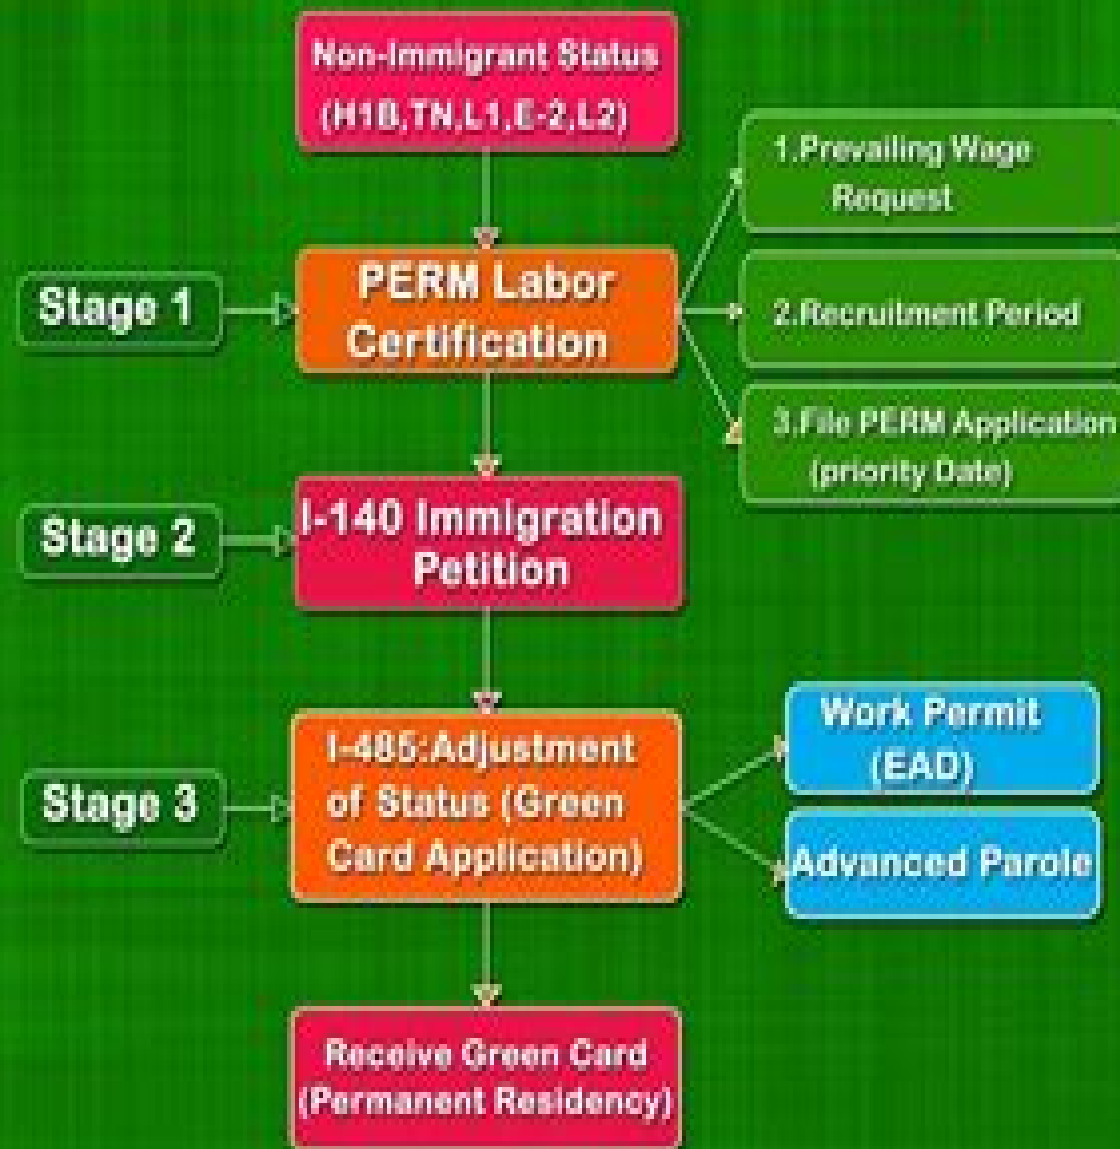 Non-Immigrant Status
(H1B,TN,L1,E-2,L2)
Stage 1
PERM Labor
Certification
1.Prevailing Wage
Request
2.Recruitment Period
3.File PERM Application
(priority Date)
Stage 2
I-140 Immigration
Petition
Stage 3
I-485:Adjustment
of Status (Green
Card Application)
Work Permit
(EAD)
Advanced Parole
Receive Green Card
(Permanent Residency)